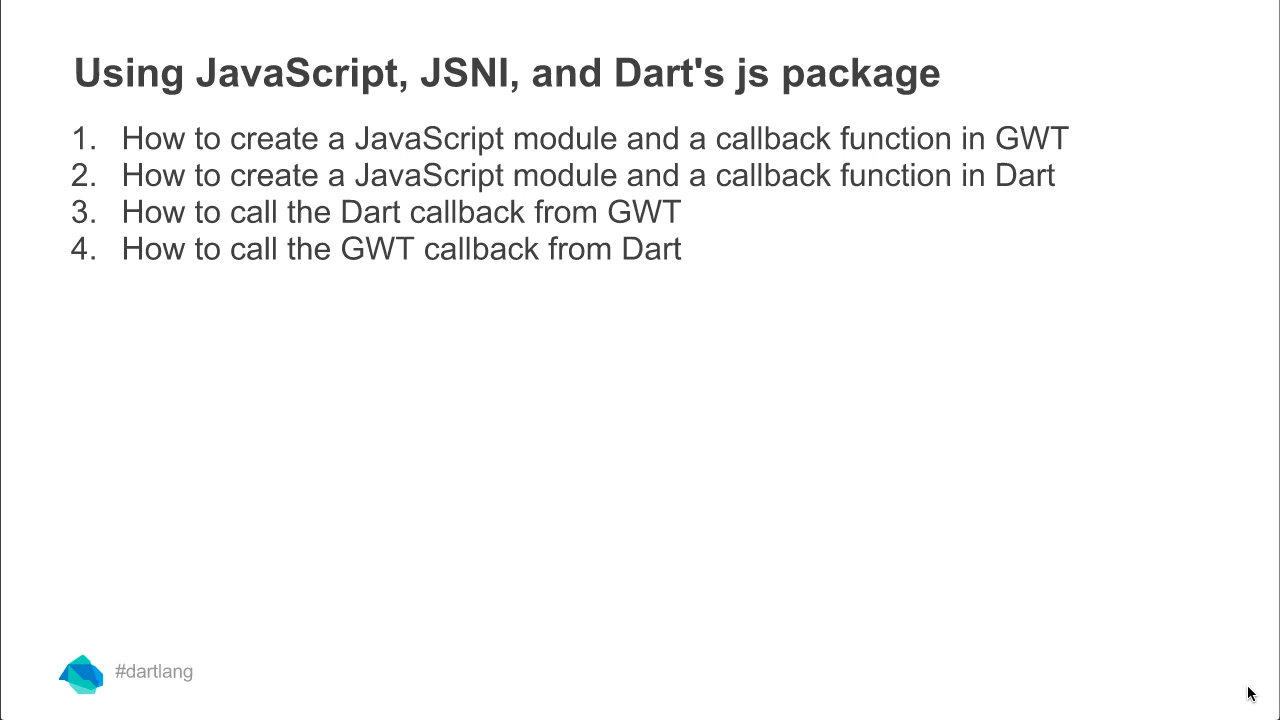 Using JavaScript, JSNI, and Dart's js package
1. How to create a JavaScript module and a callback function in GWT
2. How to create a JavaScript module and a callback function in Dart
3. How to call the Dart callback from GWT
4. How to call the GWT callback from Dart
#dartlang